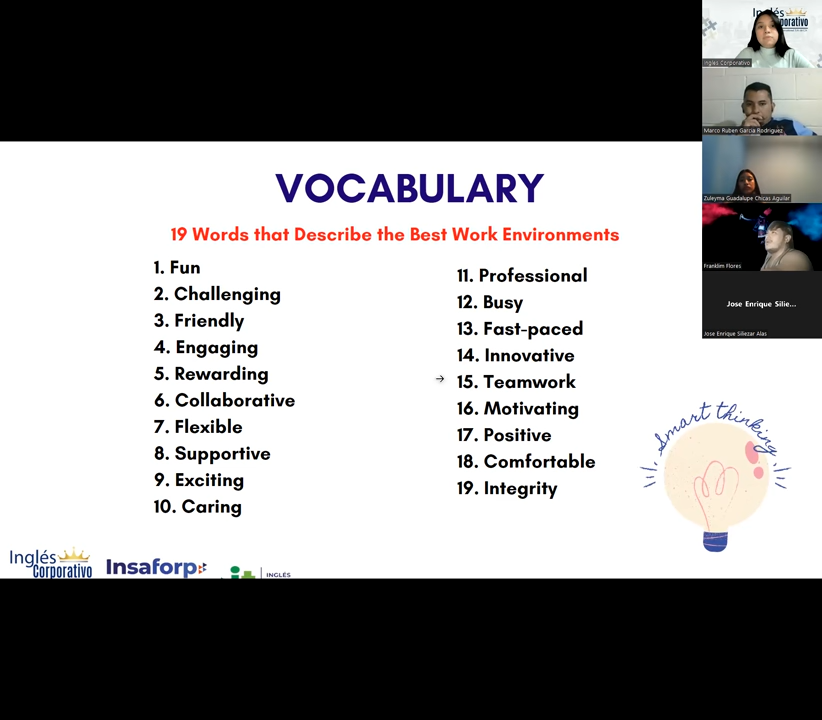 VOCABULARY
19 Words that Describe the Best Work Environments
1. Fun
2. Challenging
3. Friendly
4. Engaging
5. Rewarding
6. Collaborative
7. Flexible
8. Supportive
9. Exciting
10. Caring
11. Professional
12. Busy
13. Fast-paced
14. Innovative
15. Teamwork
16. Motivating
17. Positive
18. Comfortable
19. Integrity
smart thinking
Inglés
Corporativo
Insaforp
INGLÉS
Inglés
Corporativo
Marco Ruben Garcia Rodriguez
Zuleyma Guadalupe Chicas Aguilar
Franklim Flores
Jose Enrique Silie...
Jose Enrique Siliezar Alas